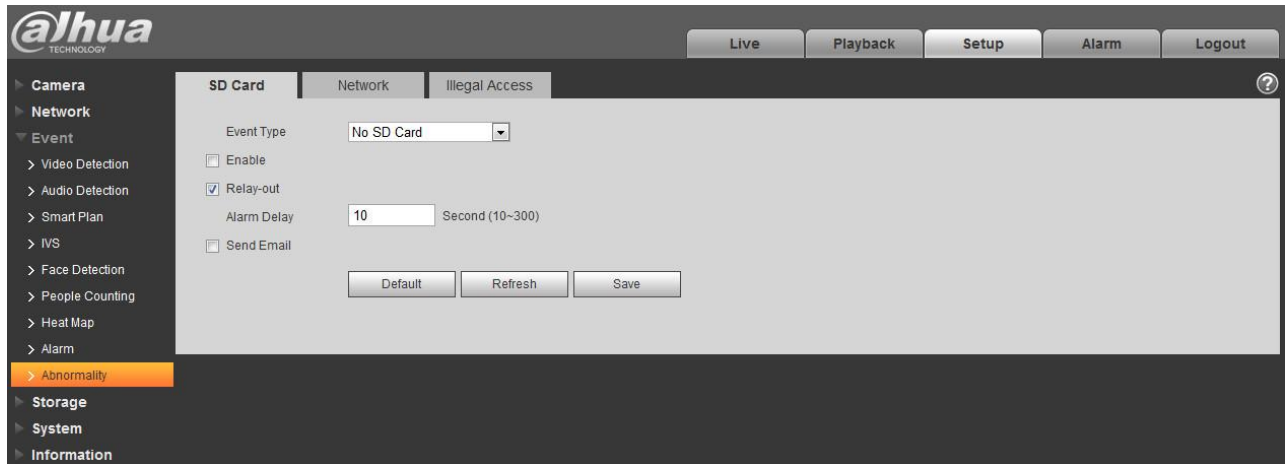 alhua
TECHNOLOGY
Live Playback Setup Alarm Logout
Camera
Network
Event
Video Detection
Audio Detection
Smart Plan
IVS
Face Detection
People Counting
Heat Map
Alarm
Abnormality
Storage
System
Information
SD Card Network Illegal Access
?
Event Type No SD Card
Enable
Relay-out
Alarm Delay 10 Second (10~300)
Send Email
Default Refresh Save